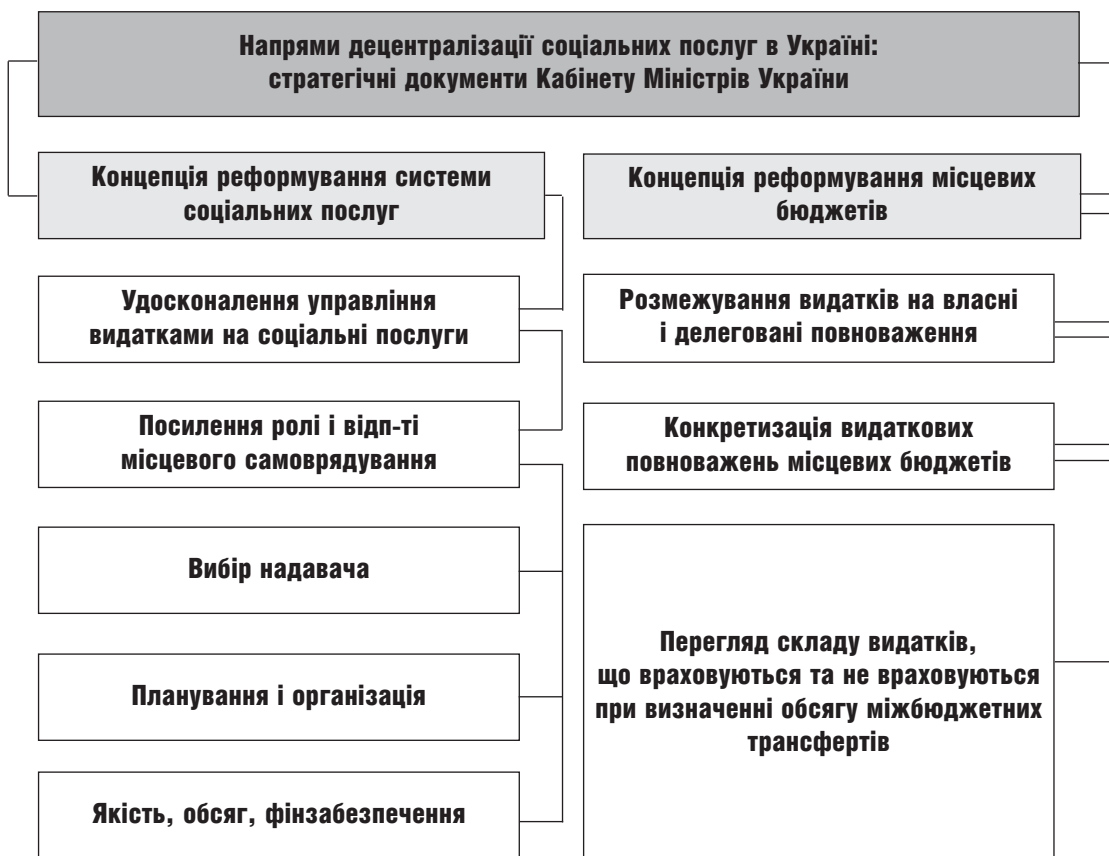 Напрями децентралізації соціальних послуг в Україні:
стратегічні документи Кабінету Міністрів України
Концепція реформування системи
соціальних послуг
Удосконалення управління
видатками на соціальні послуги
Посилення ролі і відп-ті
місцевого самоврядування
Вибір надавача
Планування і організація
Якість, обсяг, фінзабезпечення
Концепція реформування місцевих
бюджетів
Розмежування видатків на власні
і делеговані повноваження
Конкретизація видаткових
повноважень місцевих бюджетів
Перегляд складу видатків,
що враховуються та не враховуються
при визначенні обсягу міжбюджетних
трансфертів